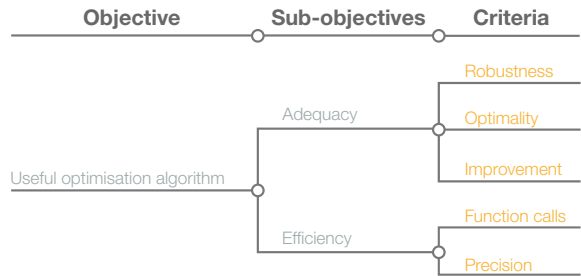 Objective Sub-objectives Criteria
Robustness
Adequacy Optimality
Improvement
Useful optimisation algorithm
Function calls
Efficiency
Precision